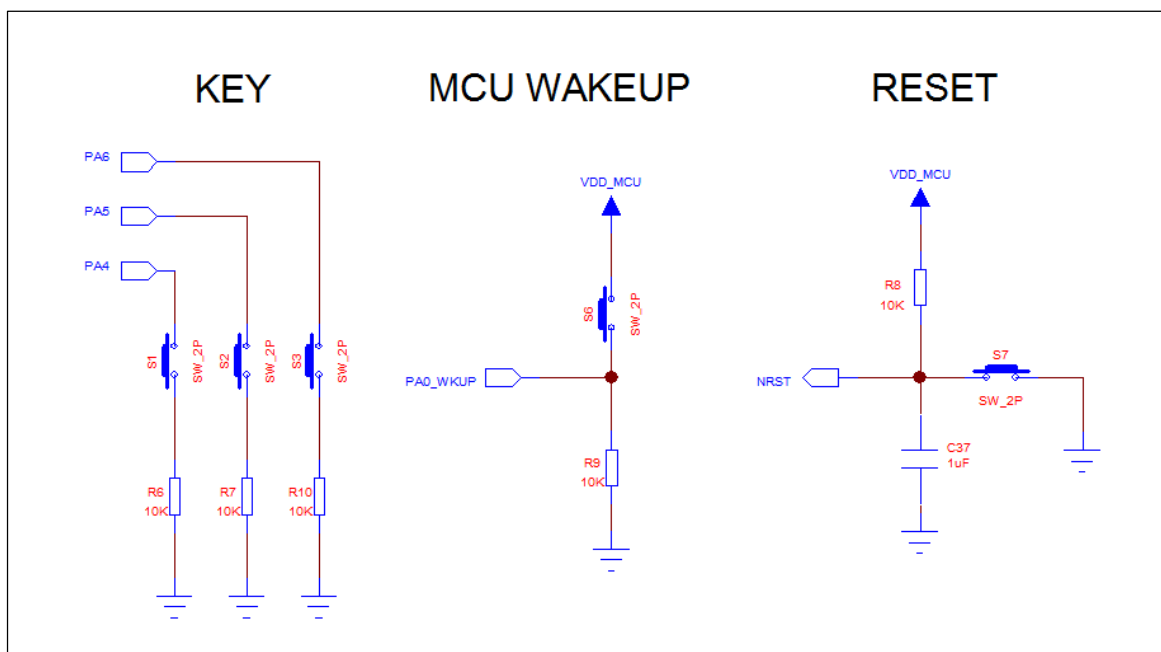 KEY
MCU WAKEUP
RESET
PA6
PA5
PA4
S1
SW_2P
S2
SW_2P
S3
SW_2P
R6
10K
R7
10K
R10
10K
VDD_MCU
S6
SW_2P
PA0_WKUP
R9
10K
VDD_MCU
R8
10K
NRST
S7
SW_2P
C37
1uF